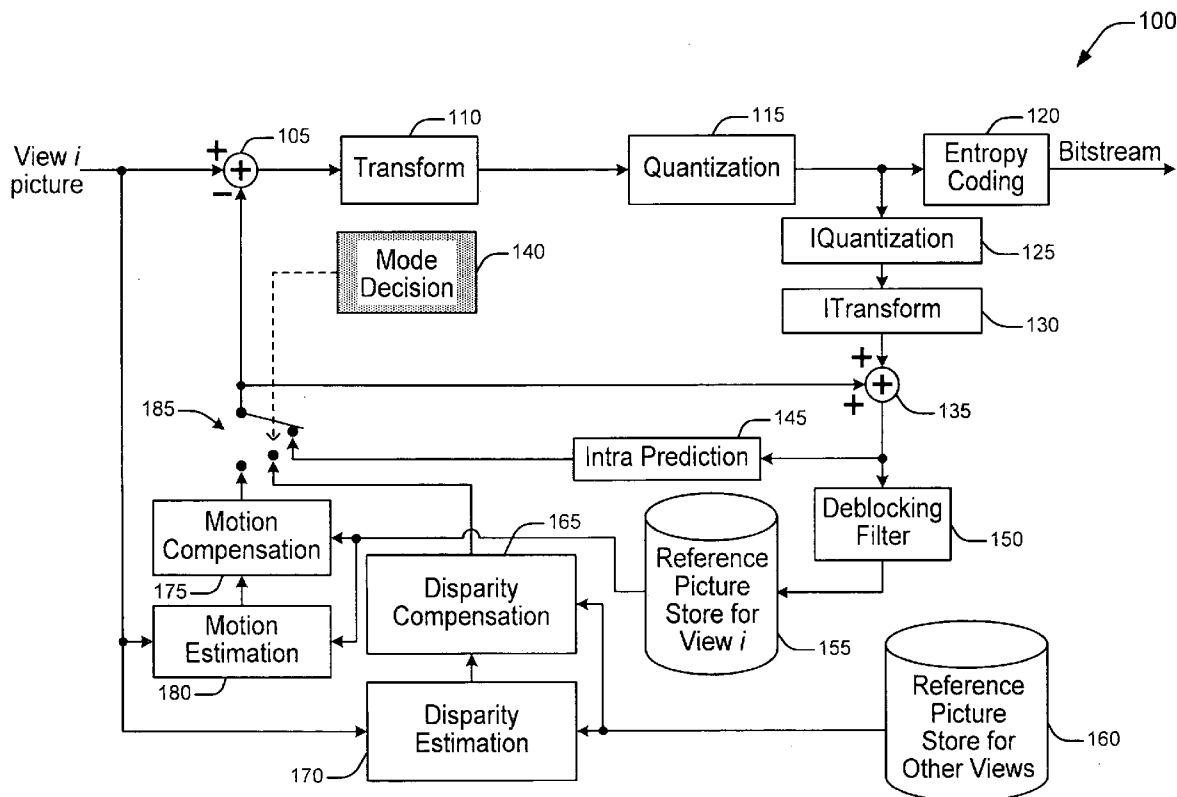 100
View i
picture
+
105
+
−
110
Transform
115
Quantization
120
Entropy
Coding
Bitstream
IQuantization
125
Mode
Decision
140
ITransform
130
+
+
+
135
185
145
Intra Prediction
Motion
Compensation
175
165
Disparity
Compensation
Reference
Picture
Store for
View i
155
Deblocking
Filter
150
Motion
Estimation
180
Disparity
Estimation
170
Reference
Picture
Store for
Other Views
160